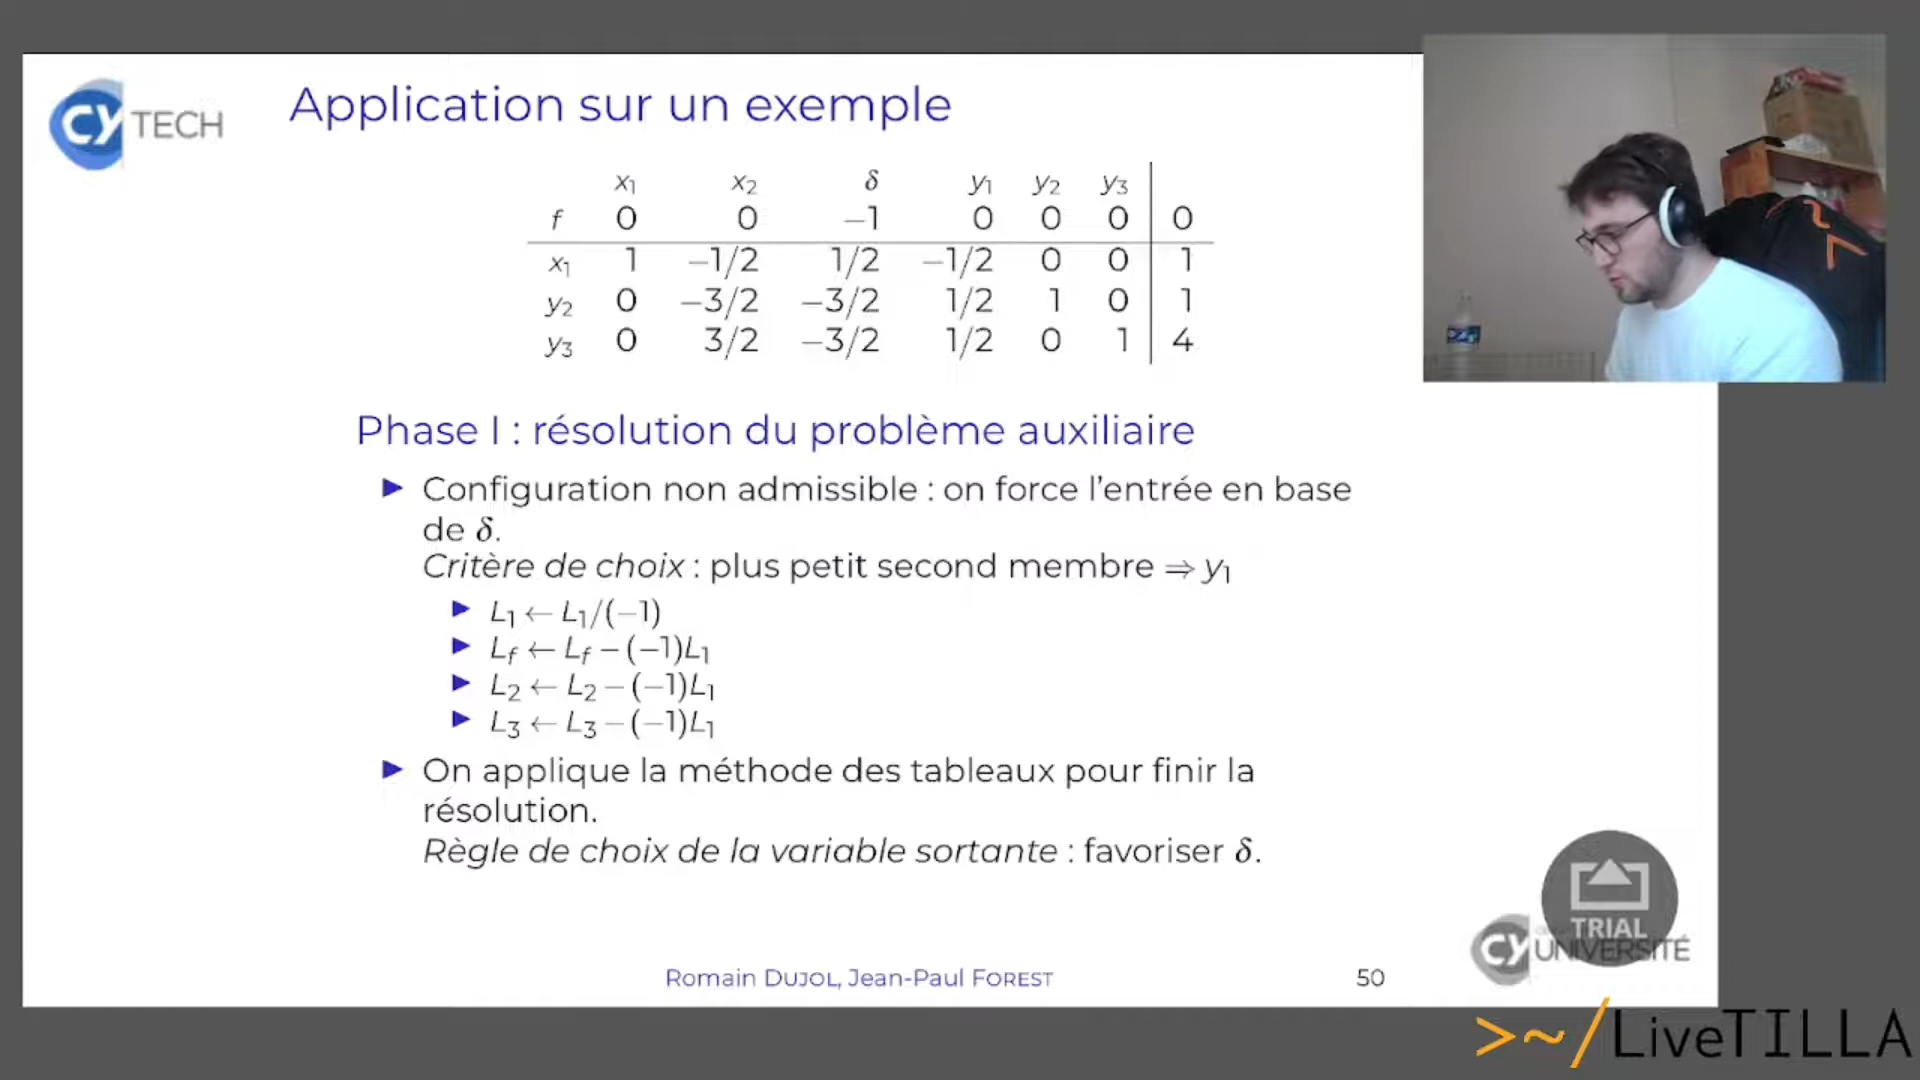 CY TECH
Application sur un exemple
x₁ x₂ δ y₁ y₂ y₃
f 0 0 −1 0 0 0 0
x₁ 1 −1/2 1/2 −1/2 0 0 1
y₂ 0 −3/2 −3/2 1/2 1 0 1
y₃ 0 3/2 −3/2 1/2 0 1 4
Phase I : résolution du problème auxiliaire
▶ Configuration non admissible : on force l'entrée en base
de δ.
Critère de choix : plus petit second membre ⇒ y₁
▶ L₁ ← L₁/(−1)
▶ L_f ← L_f − (−1)L₁
▶ L₂ ← L₂ − (−1)L₁
▶ L₃ ← L₃ − (−1)L₁
▶ On applique la méthode des tableaux pour finir la
résolution.
Règle de choix de la variable sortante : favoriser δ.
TRIAL
CY UNIVERSITÉ
Romain DUJOL, Jean-Paul FOREST 50
>~/LiveTILLA